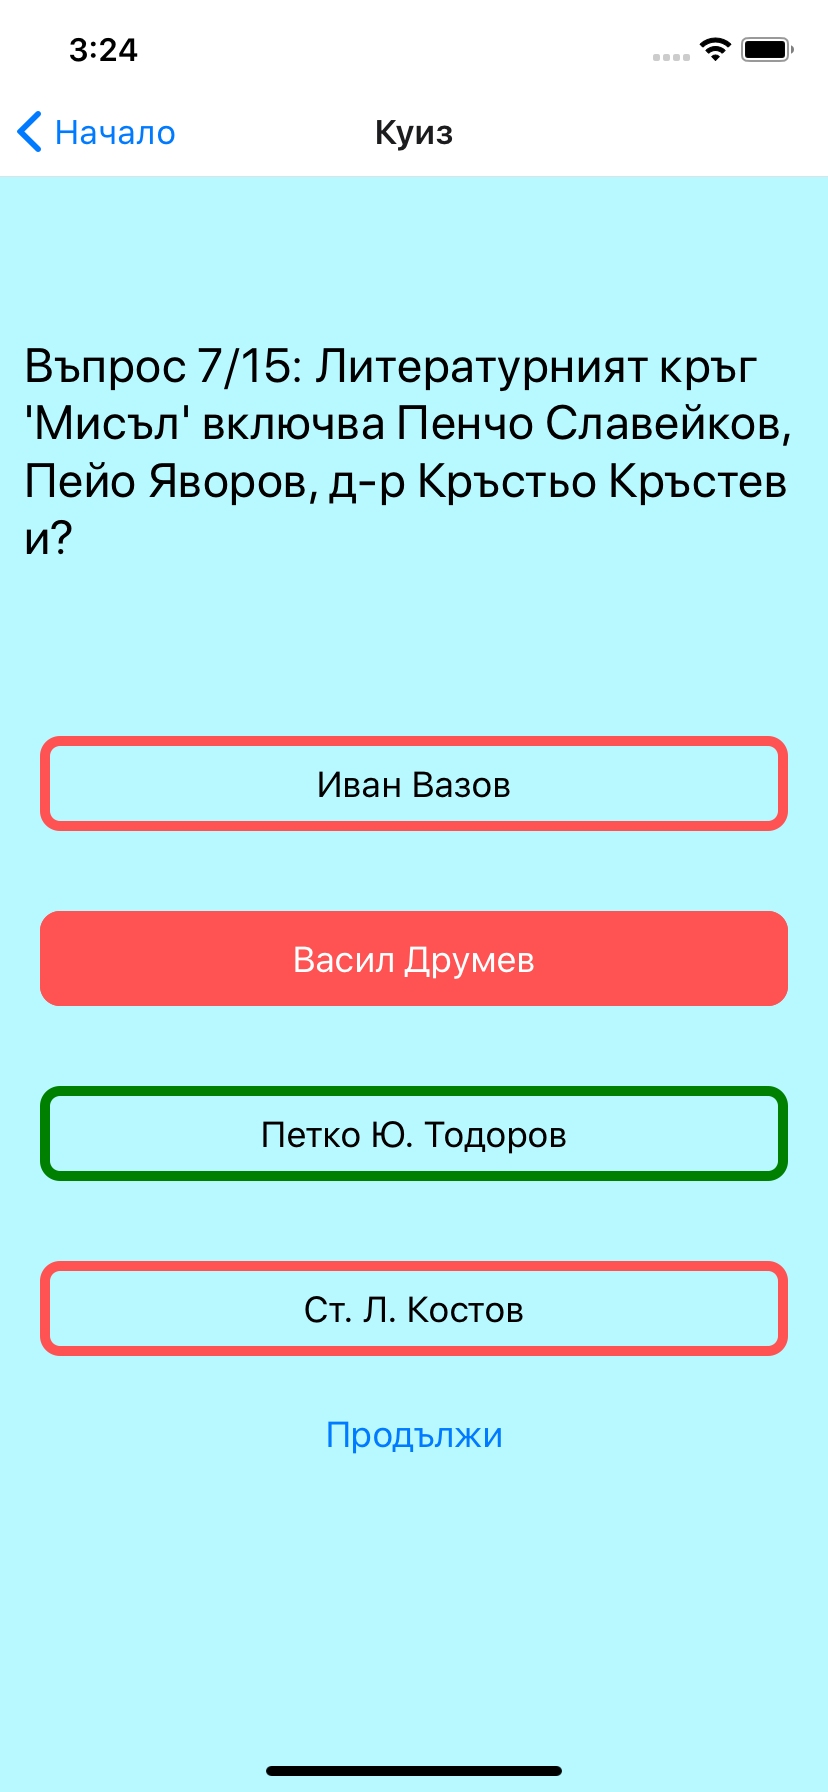 3:24
Начало
Куиз
Въпрос 7/15: Литературният кръг
'Мисъл' включва Пенчо Славейков,
Пейо Яворов, д-р Кръстьо Кръстев
и?
Иван Вазов
Васил Друмев
Петко Ю. Тодоров
Ст. Л. Костов
Продължи